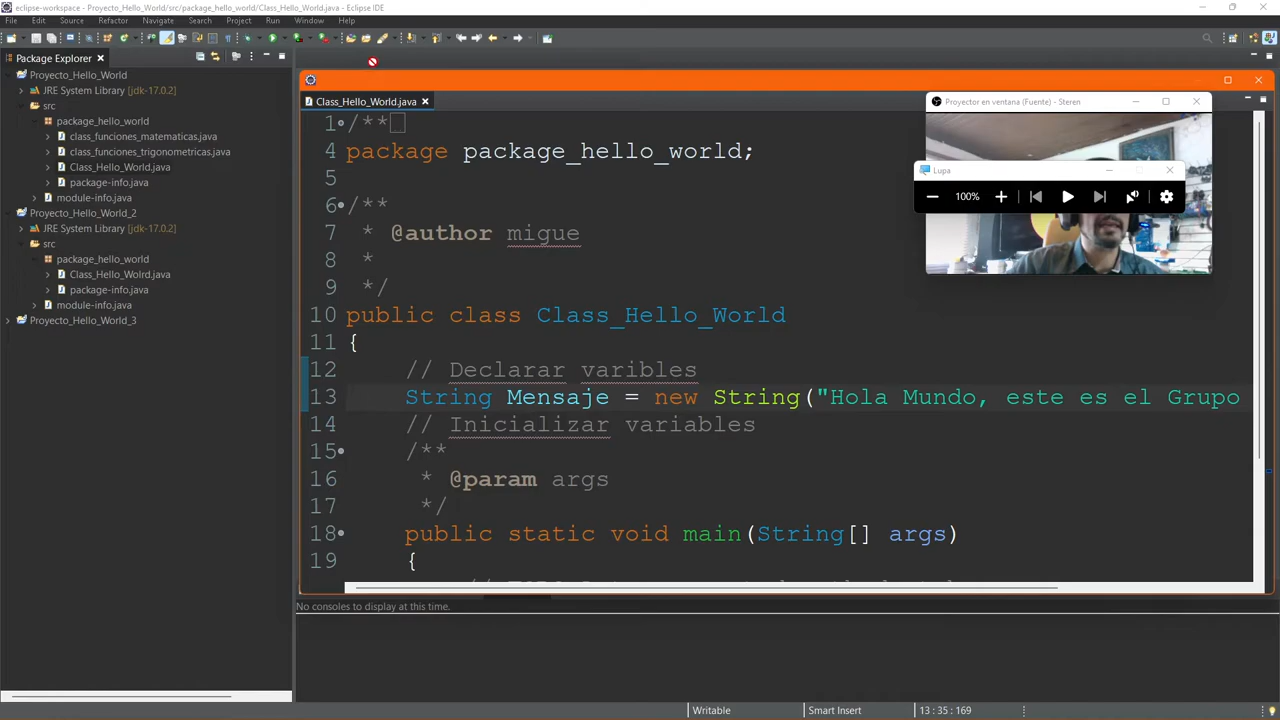 eclipse-workspace - Proyecto_Hello_World/src/package_hello_world/Class_Hello_World.java - Eclipse IDE
File Edit Source Refactor Navigate Search Project Run Window Help
Package Explorer
Proyecto_Hello_World
JRE System Library [jdk-17.0.2]
src
package_hello_world
class_funciones_matematicas.java
class_funciones_trigonometricas.java
Class_Hello_World.java
package-info.java
module-info.java
Proyecto_Hello_World_2
JRE System Library [jdk-17.0.2]
src
package_hello_world
Class_Hello_Wolrd.java
package-info.java
module-info.java
Proyecto_Hello_World_3
Class_Hello_World.java
1 /**
4 package package_hello_world;
5
6 /**
7 * @author migue
8 *
9 */
10 public class Class_Hello_World
11 {
12 // Declarar varibles
13 String Mensaje = new String("Hola Mundo, este es el Grupo
14 // Inicializar variables
15 /**
16 * @param args
17 */
18 public static void main(String[] args)
19 {
Proyector en ventana (Fuente) - Steren
Lupa
100%
No consoles to display at this time.
Writable
Smart Insert
13 : 35 : 169